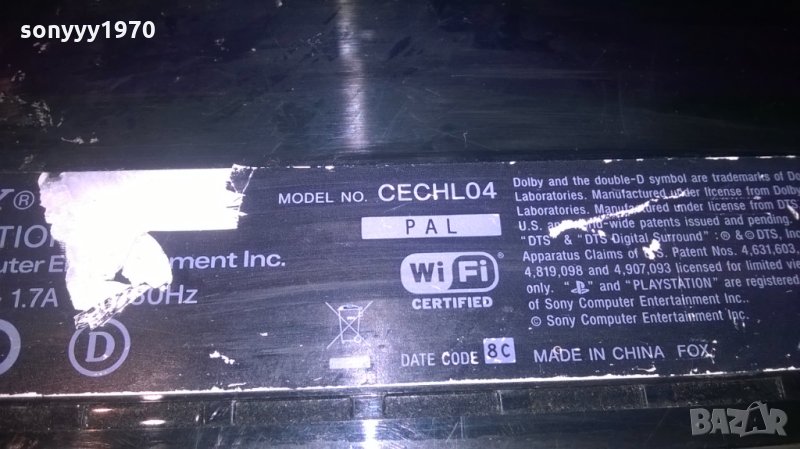 sonyyy1970
®
MODEL NO. CECHL04
PAL
Wi Fi
CERTIFIED
DATE CODE 8C
MADE IN CHINA FOX
Inc.
1.7A
Hz
D
Dolby and the double-D symbol are trademarks of
Laboratories. Manufactured under license from Dolby
Laboratories. Manufactured under license from DTS
U.S. and world-wide patents issued and pending.
"DTS" & "DTS Digital Surround" : ® & © DTS, Inc.
Apparatus Claims of U.S. Patent Nos. 4,631,603,
4,819,098 and 4,907,093 licensed for limited
only. " " and "PLAYSTATION" are registered
of Sony Computer Entertainment Inc..
© Sony Computer Entertainment Inc.
BAZAR